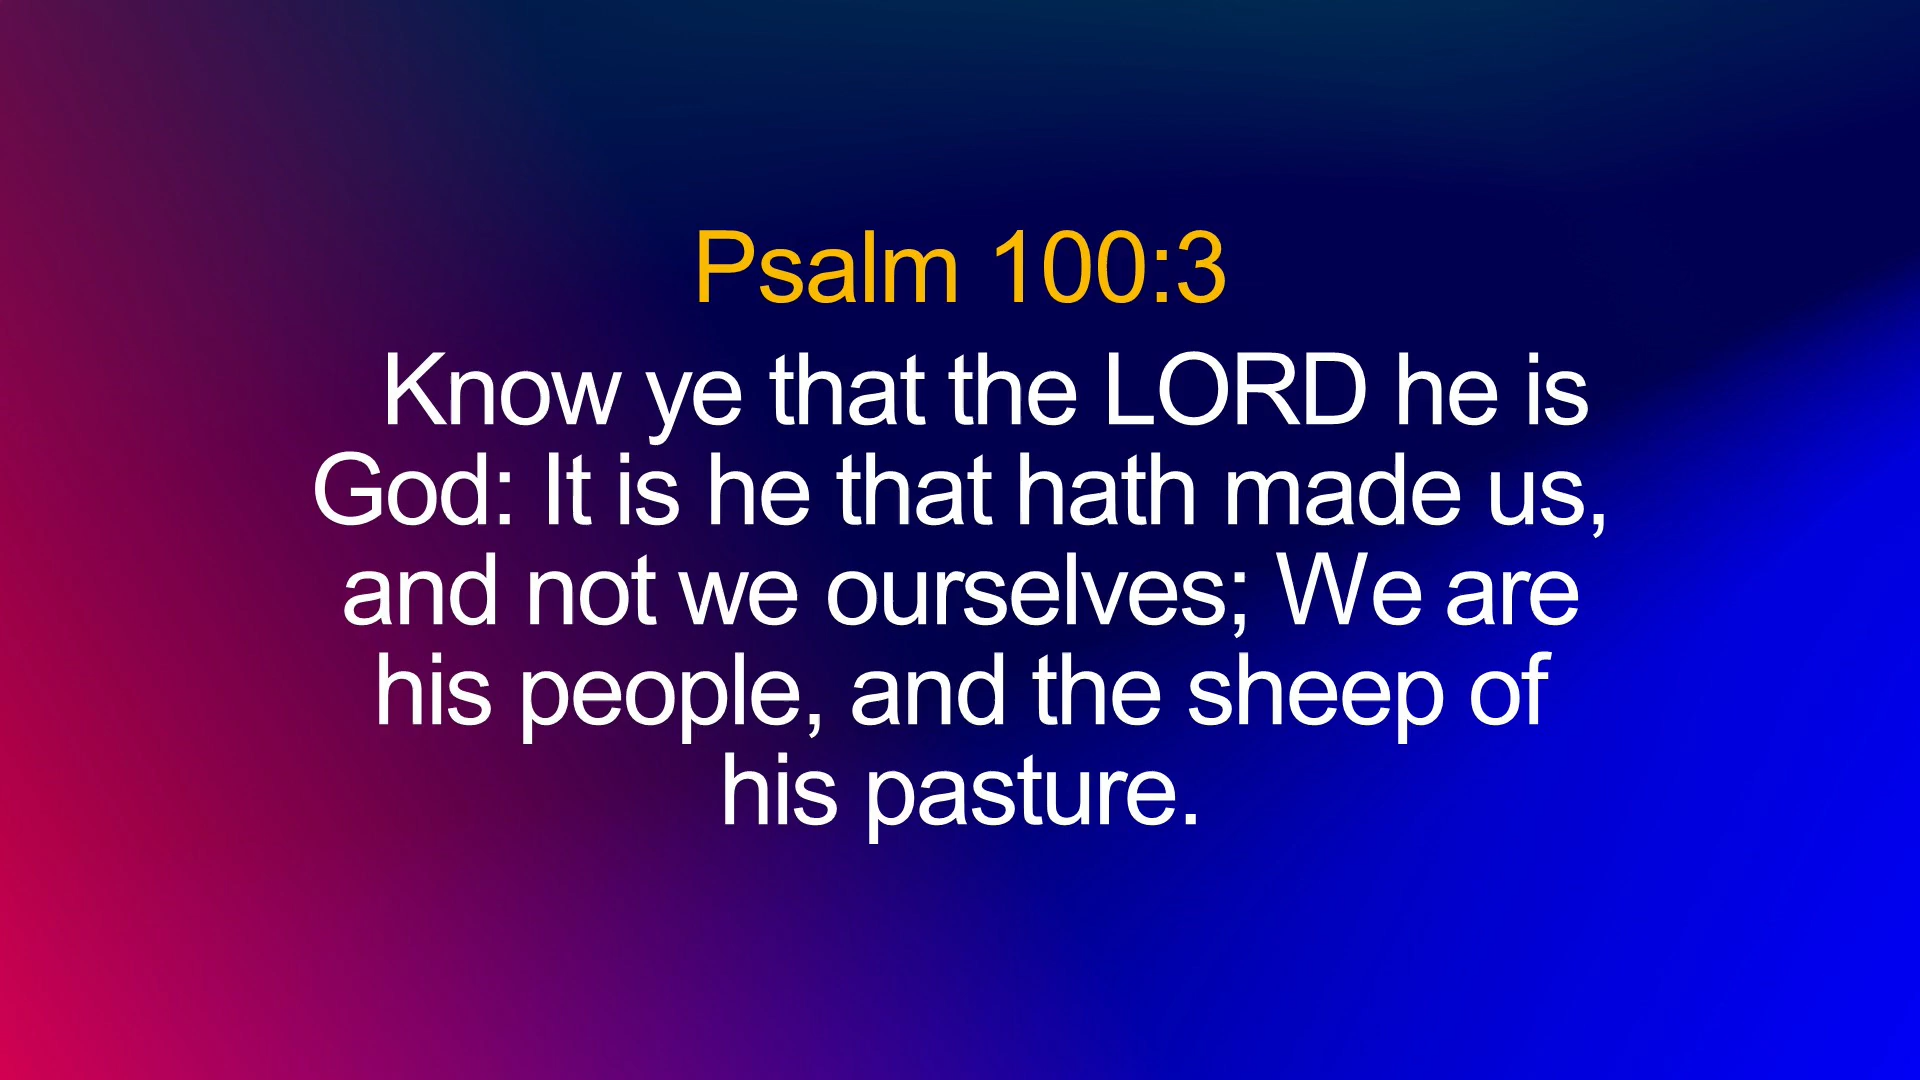 Psalm 100:3
Know ye that the LORD he is
God: It is he that hath made us,
and not we ourselves; We are
his people, and the sheep of
his pasture.